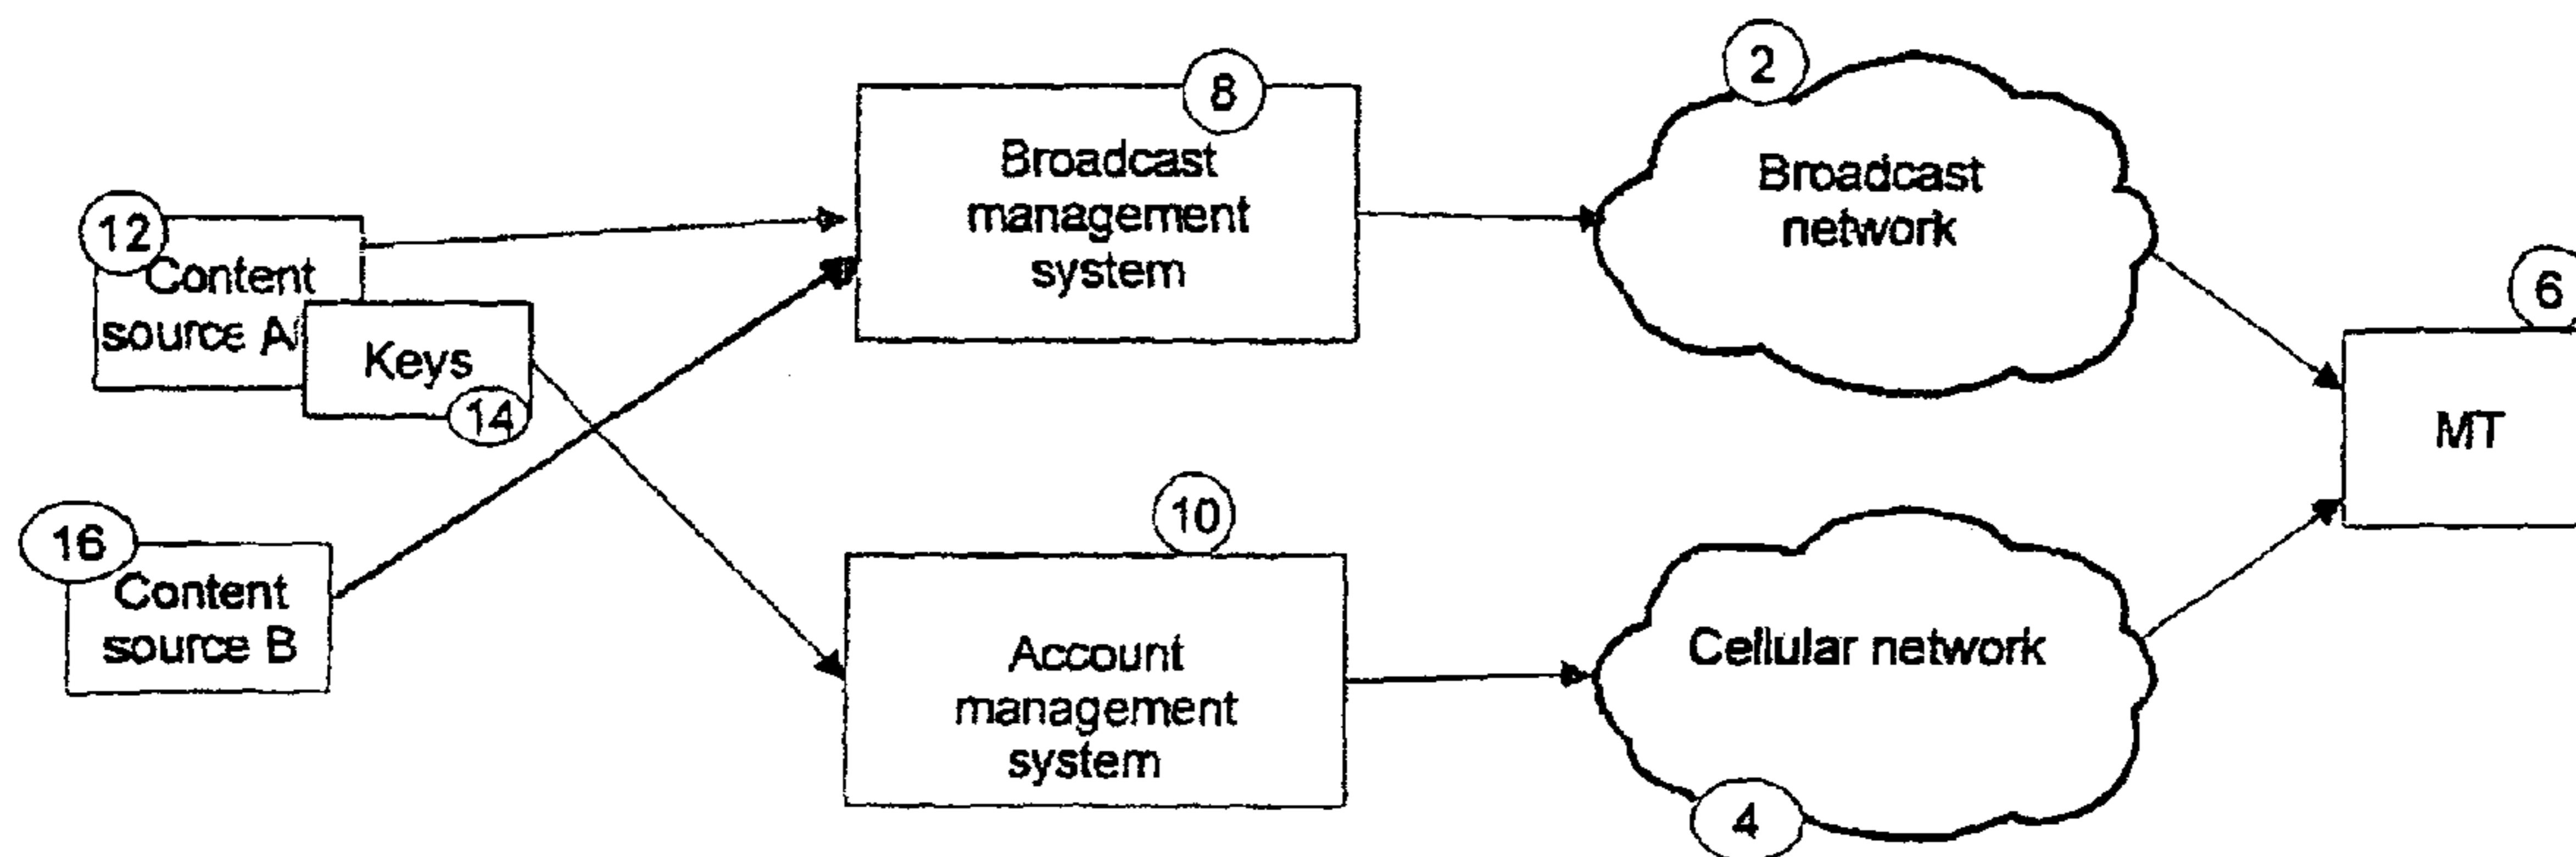 12
Content
source A
Keys
14
16
Content
source B
8
Broadcast
management
system
10
Account
management
system
2
Broadcast
network
Cellular network
4
6
MT